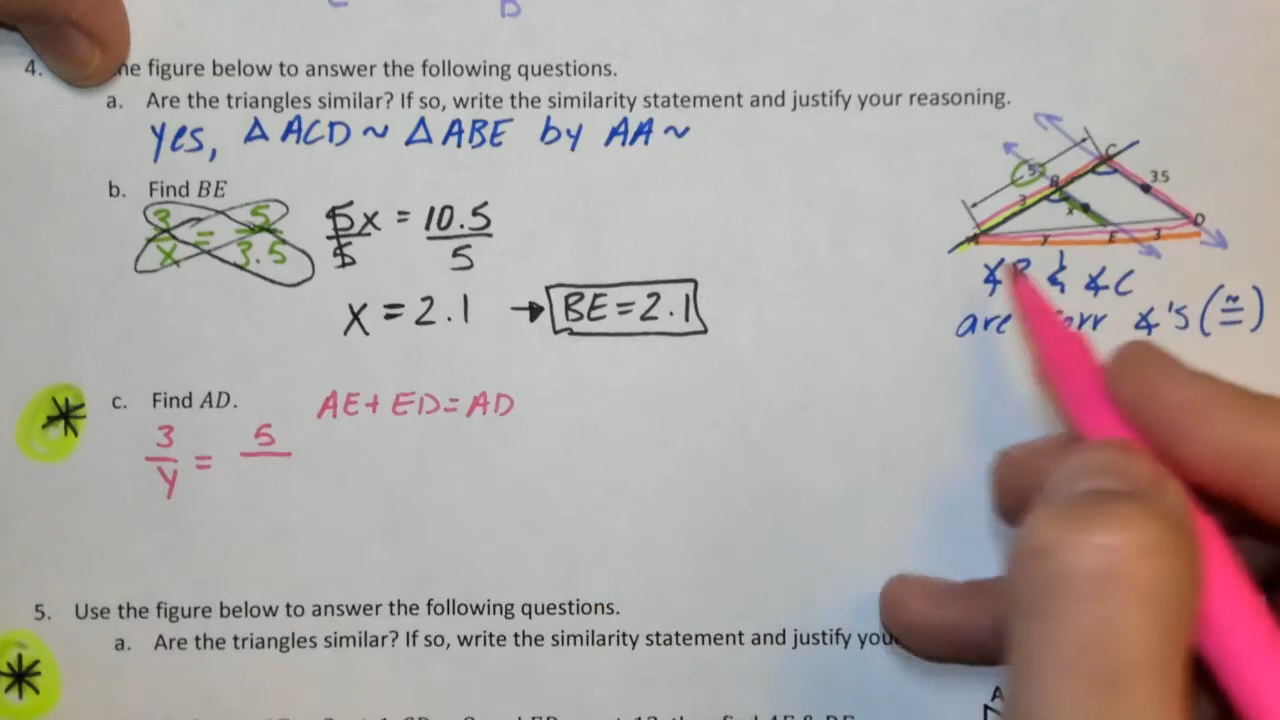 D
4. he figure below to answer the following questions.
a. Are the triangles similar? If so, write the similarity statement and justify your reasoning.
yes, △ACD ~ △ABE by AA~
b. Find BE
3/x = 5/3.5
5x/5 = 10.5/5
x = 2.1 → BE = 2.1
C
5
B
3
3.5
x
D
A
y
E
3
∡B & ∡C
are corr ∡'s (≅)
* c. Find AD. AE + ED = AD
3/y = 5/
5. Use the figure below to answer the following questions.
* a. Are the triangles similar? If so, write the similarity statement and justify you
A